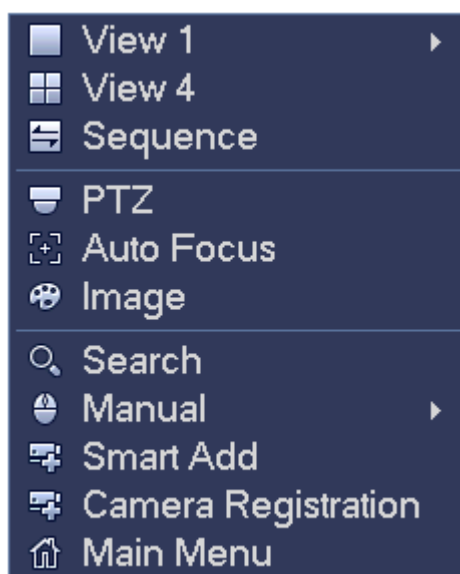 View 1
View 4
Sequence
PTZ
Auto Focus
Image
Search
Manual
Smart Add
Camera Registration
Main Menu